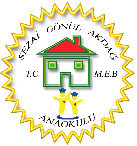 SEZAİ GÖNÜL AKDAĞ
T.C M.E.B
ANAOKULU